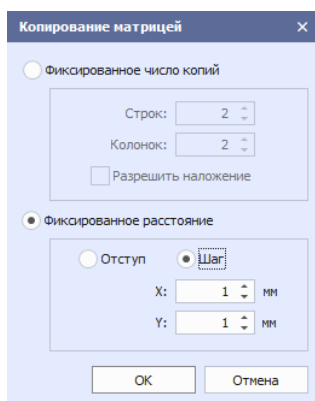 Копирование матрицей ×
Фиксированное число копий
Строк: 2
Колонок: 2
Разрешить наложение
Фиксированное расстояние
Отступ Шаг
X: 1 мм
Y: 1 мм
ОК Отмена